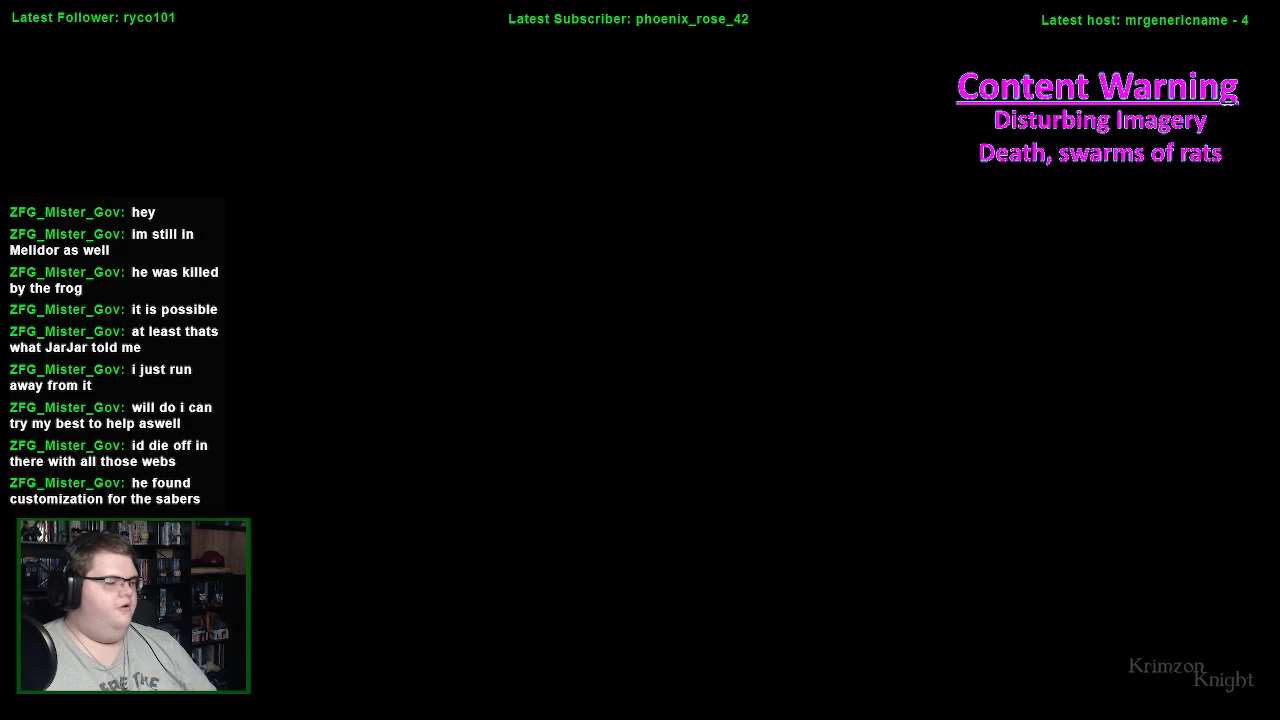 Latest Follower: ryco101
Latest Subscriber: phoenix_rose_42
Latest host: mrgenericname - 4
Content Warning
Disturbing Imagery
Death, swarms of rats
ZFG_Mister_Gov: hey
ZFG_Mister_Gov: im still in
Melldor as well
ZFG_Mister_Gov: he was killed
by the frog
ZFG_Mister_Gov: it is possible
ZFG_Mister_Gov: at least thats
what JarJar told me
ZFG_Mister_Gov: i just run
away from it
ZFG_Mister_Gov: will do i can
try my best to help aswell
ZFG_Mister_Gov: id die off in
there with all those webs
ZFG_Mister_Gov: he found
customization for the sabers
Krimzon
Knight